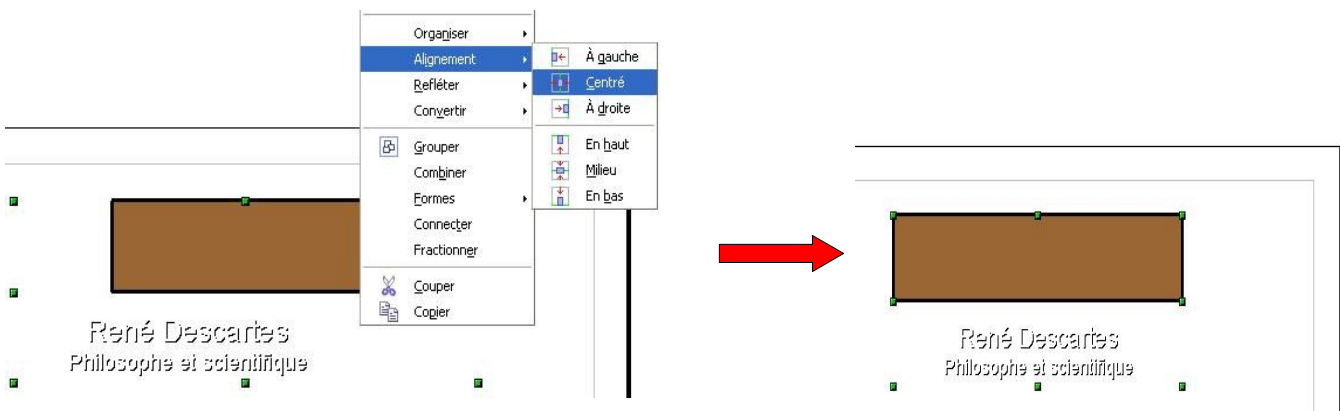 Organiser
Alignement
Refléter
Convertir
Grouper
Combiner
Formes
Connecter
Fractionner
Couper
Copier
À gauche
Centré
À droite
En haut
Milieu
En bas
René Descartes
Philosophe et scientifique
René Descartes
Philosophe et scientifique